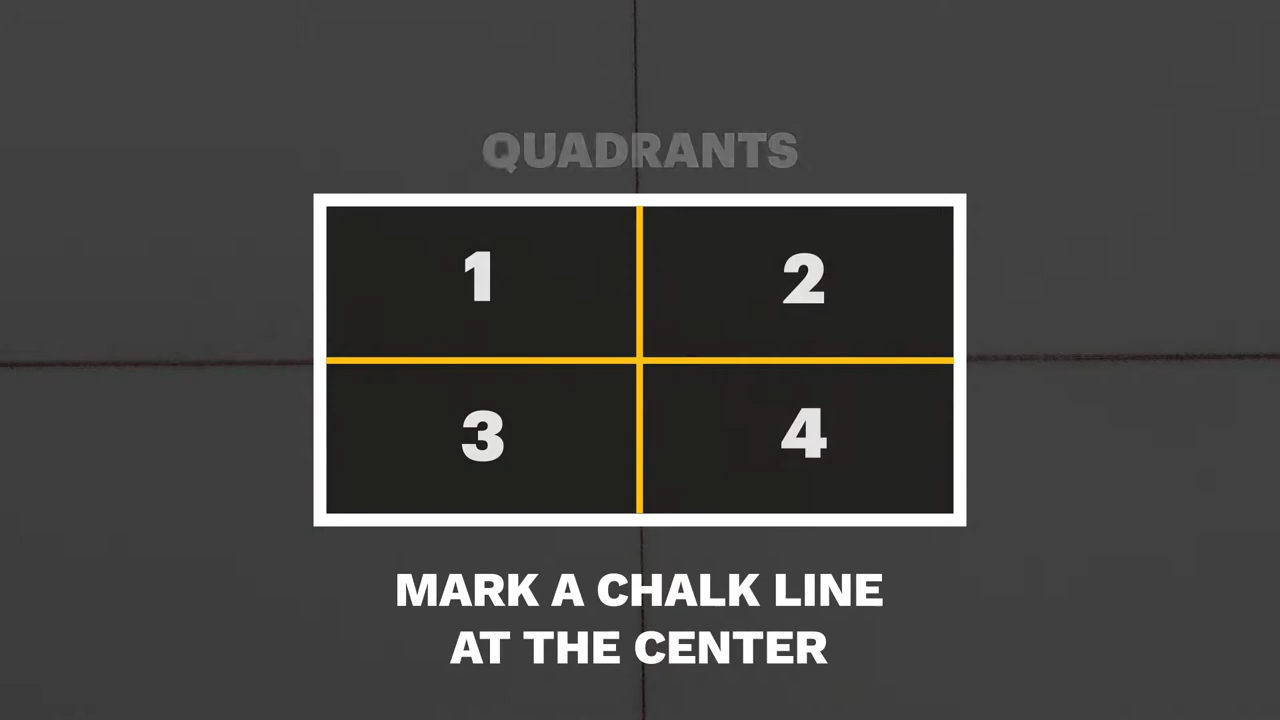 QUADRANTS
1 2
3 4
MARK A CHALK LINE
AT THE CENTER